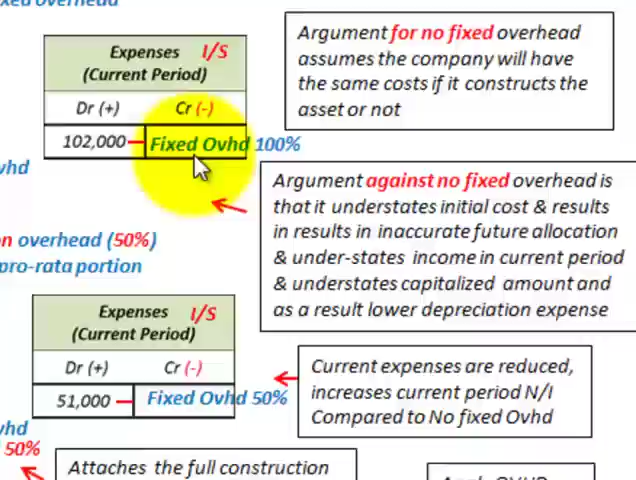 fixed overhead
Expenses I/S
(Current Period)
Dr (+) Cr (-)
102,000 Fixed Ovhd 100%
Argument for no fixed overhead
assumes the company will have
the same costs if it constructs the
asset or not
vhd
Argument against no fixed overhead is
that it understates initial cost & results
in results in inaccurate future allocation
& under-states income in current period
& understates capitalized amount and
as a result lower depreciation expense
n overhead (50%)
pro-rata portion
Expenses I/S
(Current Period)
Dr (+) Cr (-)
51,000 Fixed Ovhd 50%
Current expenses are reduced,
increases current period N/I
Compared to No fixed Ovhd
vhd
50%
Attaches the full construction